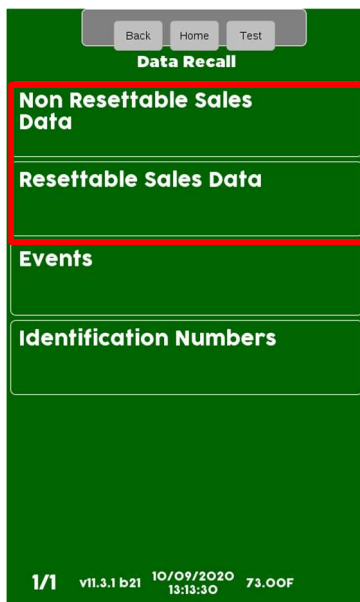 Back Home Test
Data Recall
Non Resettable Sales
Data
Resettable Sales Data
Events
Identification Numbers
1/1 v11.3.1 b21 10/09/2020 73.00F
13:13:30